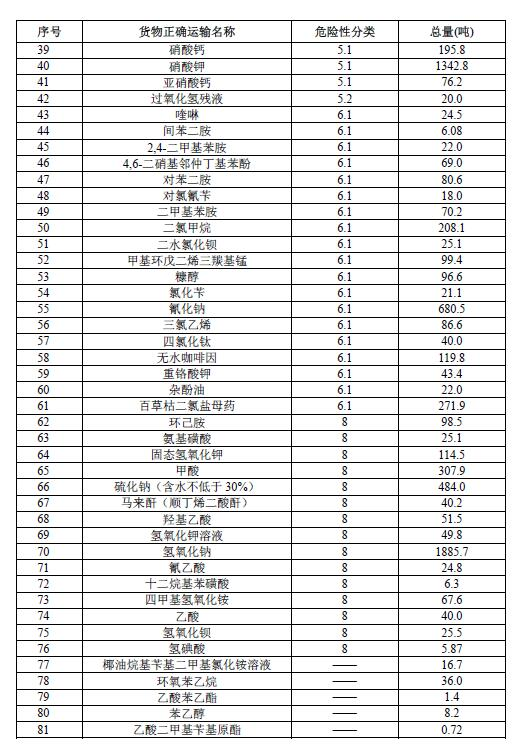 序号 货物正确运输名称 危险性分类 总量(吨)
39 硝酸钙 5.1 195.8
40 硝酸钾 5.1 1342.8
41 亚硝酸钙 5.1 76.2
42 过氧化氢残液 5.2 20.0
43 喹啉 6.1 24.5
44 间苯二胺 6.1 6.08
45 2,4-二甲基苯胺 6.1 22.0
46 4,6-二硝基邻仲丁基苯酚 6.1 69.0
47 对苯二胺 6.1 80.6
48 对氯氰苄 6.1 18.0
49 二甲基苯胺 6.1 70.2
50 二氯甲烷 6.1 208.1
51 二水氯化钡 6.1 25.1
52 甲基环戊二烯三羰基锰 6.1 99.4
53 糠醇 6.1 96.6
54 氯化苄 6.1 21.1
55 氰化钠 6.1 680.5
56 三氯乙烯 6.1 86.6
57 四氯化钛 6.1 40.0
58 无水咖啡因 6.1 119.8
59 重铬酸钾 6.1 43.4
60 杂酚油 6.1 22.0
61 百草枯二氯盐母药 6.1 271.9
62 环己胺 8 98.5
63 氨基磺酸 8 25.1
64 固态氢氧化钾 8 114.5
65 甲酸 8 307.9
66 硫化钠（含水不低于 30%） 8 484.0
67 马来酐（顺丁烯二酸酐） 8 40.2
68 羟基乙酸 8 51.5
69 氢氧化钾溶液 8 49.8
70 氢氧化钠 8 1885.7
71 氰乙酸 8 24.8
72 十二烷基苯磺酸 8 6.3
73 四甲基氢氧化铵 8 67.6
74 乙酸 8 40.0
75 氢氧化钡 8 25.5
76 氢碘酸 8 5.87
77 椰油烷基苄基二甲基氯化铵溶液 —— 16.7
78 环氧苯乙烷 —— 36.0
79 乙酸苯乙酯 —— 1.4
80 苯乙醇 —— 8.2
81 乙酸二甲基苄基原酯 —— 0.72